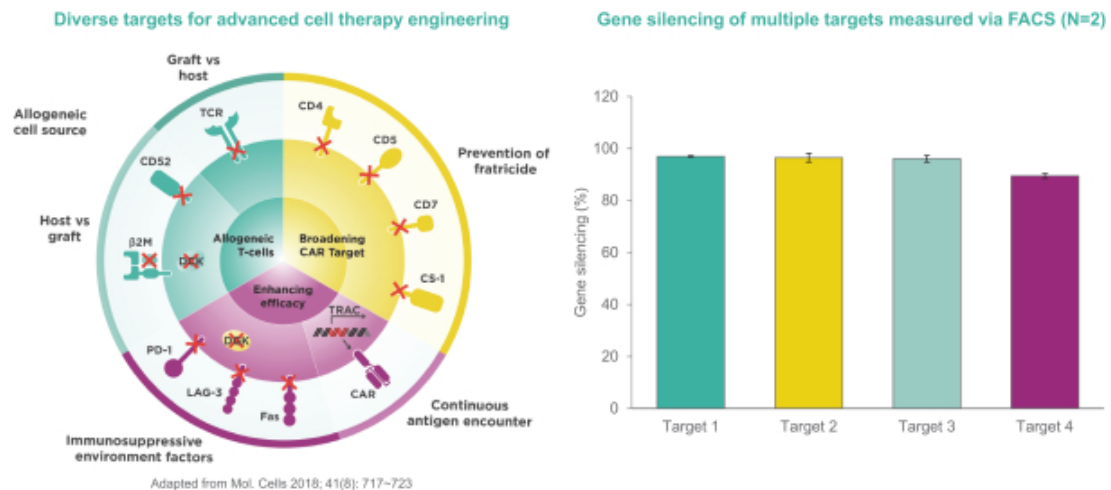 Diverse targets for advanced cell therapy engineering
Graft vs
host
Allogeneic
cell source
Host vs
graft
TCR
CD52
β2M
DGK
CD4
CD5
CD7
CS-1
Prevention of
fratricide
Allogeneic
T-cells
Broadening
CAR Target
Enhancing
efficacy
TRAC
DGK
PD-1
LAG-3
Fas
CAR
Continuous
antigen encounter
Immunosuppressive
environment factors
Adapted from Mol. Cells 2018; 41(8): 717~723
Gene silencing of multiple targets measured via FACS (N=2)
Gene silencing (%)
120
100
80
60
40
20
0
Target 1
Target 2
Target 3
Target 4